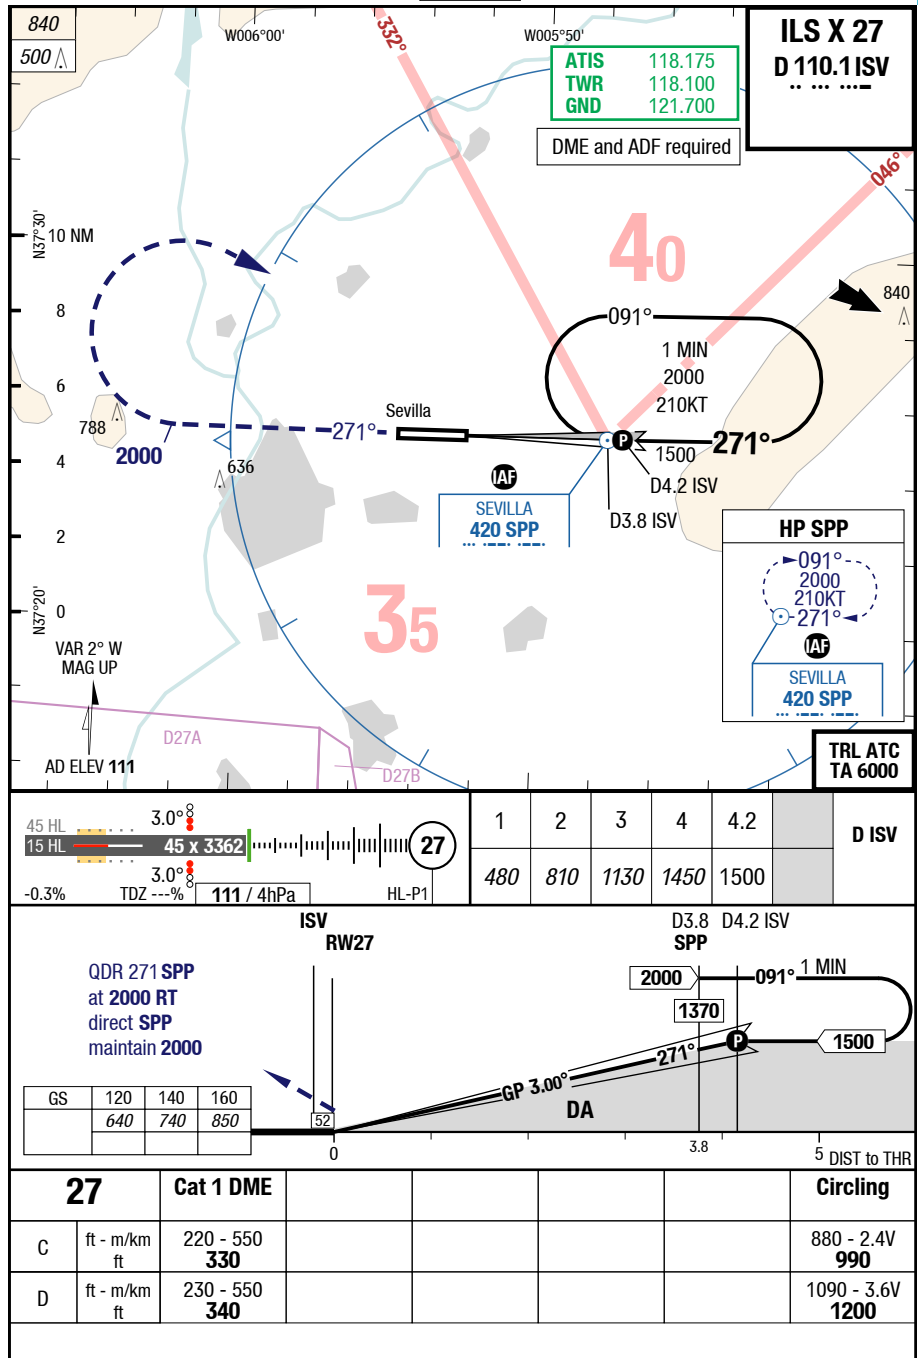 840
500
W006°00'
W005°50'
332°
ILS X 27
D 110.1 ISV
ATIS 118.175
TWR 118.100
GND 121.700
DME and ADF required
046°
N37°30'
10 NM
40
840
8
091°
1 MIN
2000
210KT
6
Sevilla
788
2000
271°
P
271°
4
636
1500
IAF
D4.2 ISV
SEVILLA
420 SPP
D3.8 ISV
2
HP SPP
091°
2000
210KT
271°
IAF
SEVILLA
420 SPP
N37°20'
0
35
VAR 2° W
MAG UP
D27A
AD ELEV 111
D27B
TRL ATC
TA 6000
45 HL
15 HL
3.0°
45 x 3362
27
3.0°
-0.3%
TDZ ---%
111 / 4hPa
HL-P1
1 2 3 4 4.2 D ISV
480 810 1130 1450 1500
ISV
RW27
D3.8 D4.2 ISV
SPP
QDR 271 SPP
at 2000 RT
direct SPP
maintain 2000
2000
091° 1 MIN
1370
P
1500
271°
GP 3.00°
DA
GS 120 140 160
640 740 850
52
0
3.8
5
DIST to THR
27 Cat 1 DME Circling
C ft - m/km 220 - 550 880 - 2.4V
ft 330 990
D ft - m/km 230 - 550 1090 - 3.6V
ft 340 1200